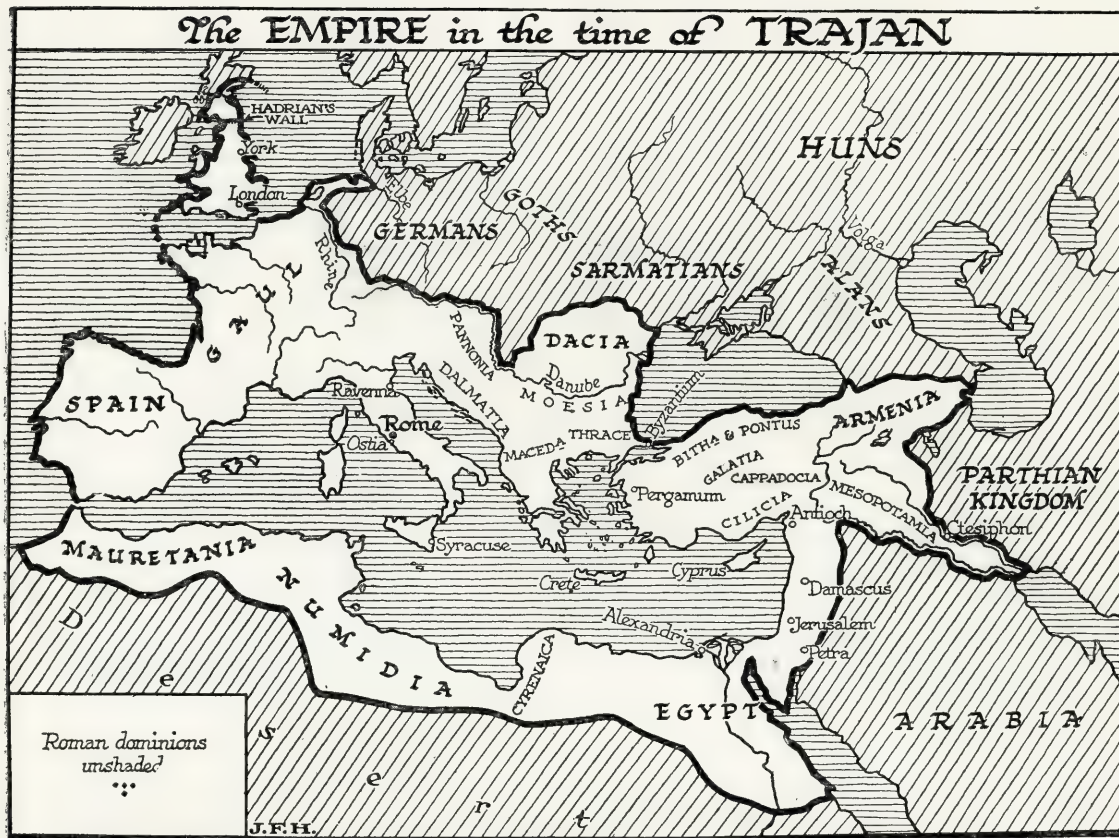 The EMPIRE in the time of TRAJAN
HADRIAN'S
WALL
York
London
Elbe
GERMANS
GOTHS
HUNS
Volga
SARMATIANS
ALANS
Rhine
GAUL
PANNONIA
DACIA
Danube
MOESIA
DALMATIA
SPAIN
Ravenna
Rome
Ostia
MACEDA
THRACE
Byzantium
BITHA & PONTUS
ARMENIA
S
GALATIA
CAPPADOCIA
Pergamum
CILICIA
MESOPOTAMIA
PARTHIAN
KINGDOM
Ctesiphon
Antioch
MAURETANIA
Syracuse
Crete
Cyprus
NUMIDIA
Damascus
Jerusalem
Petra
Alexandria
CYRENAICA
EGYPT
ARABIA
Desert
Roman dominions
unshaded
J.F.H.